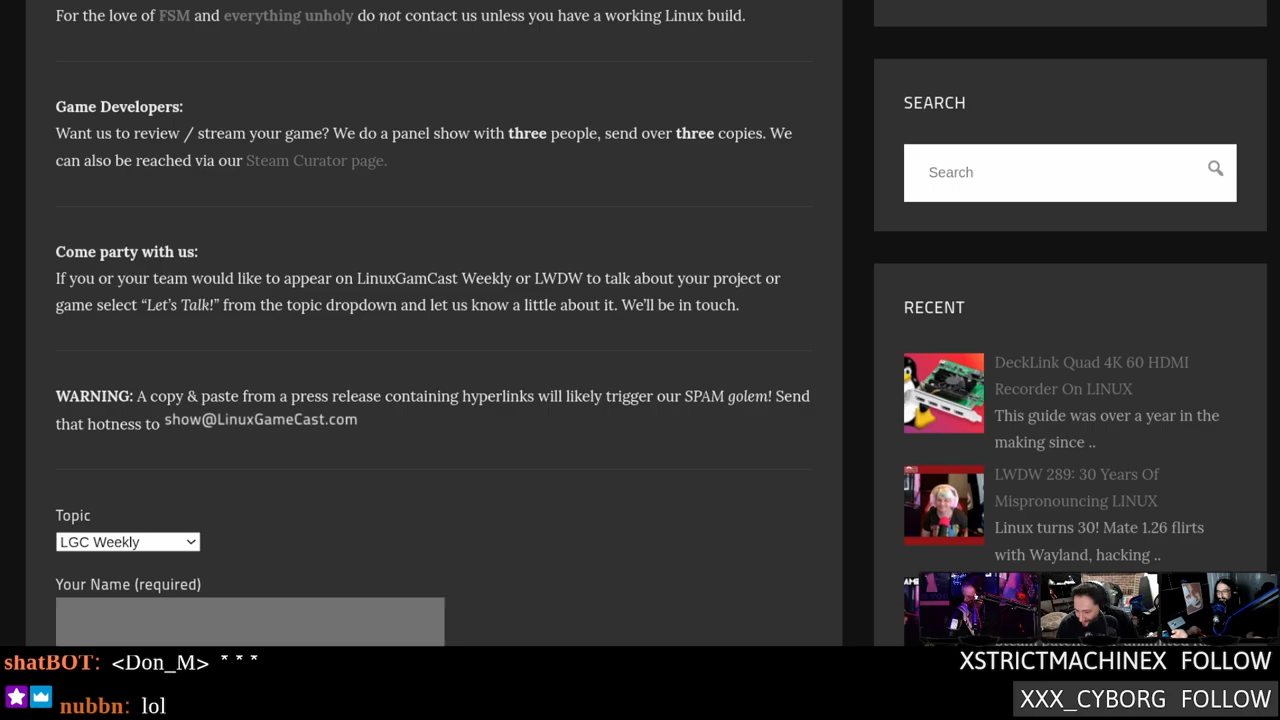 For the love of FSM and everything unholy do not contact us unless you have a working Linux build.
Game Developers:
Want us to review / stream your game? We do a panel show with three people, send over three copies. We
can also be reached via our Steam Curator page.
Come party with us:
If you or your team would like to appear on LinuxGamCast Weekly or LWDW to talk about your project or
game select “Let’s Talk!” from the topic dropdown and let us know a little about it. We’ll be in touch.
WARNING: A copy & paste from a press release containing hyperlinks will likely trigger our SPAM golem! Send
that hotness to show@LinuxGameCast.com
Topic
LGC Weekly
Your Name (required)
SEARCH
Search
RECENT
DeckLink Quad 4K 60 HDMI
Recorder On LINUX
This guide was over a year in the
making since ..
LWDW 289: 30 Years Of
Mispronouncing LINUX
Linux turns 30! Mate 1.26 flirts
with Wayland, hacking ..
shatBOT: <Don_M> * * *
nubbn: lol
XSTRICTMACHINEX FOLLOW
XXX_CYBORG FOLLOW